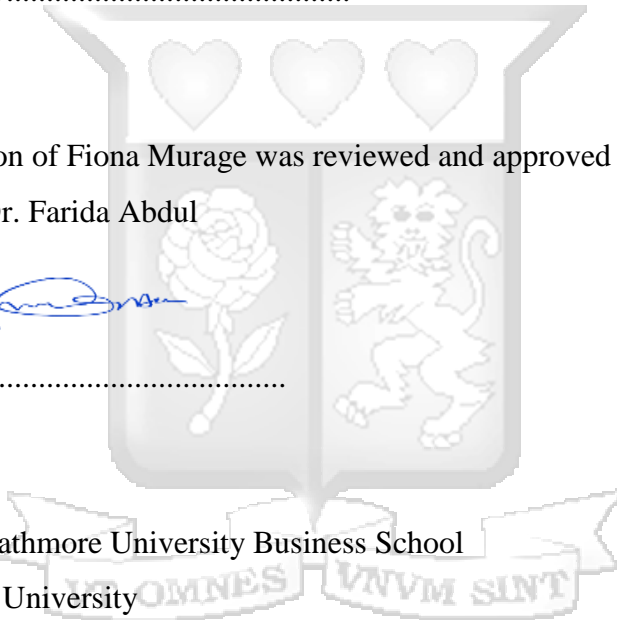 ......................................
on of Fiona Murage was reviewed and approved
r. Farida Abdul
..................................
athmore University Business School
University
OMNES VNVM SINT